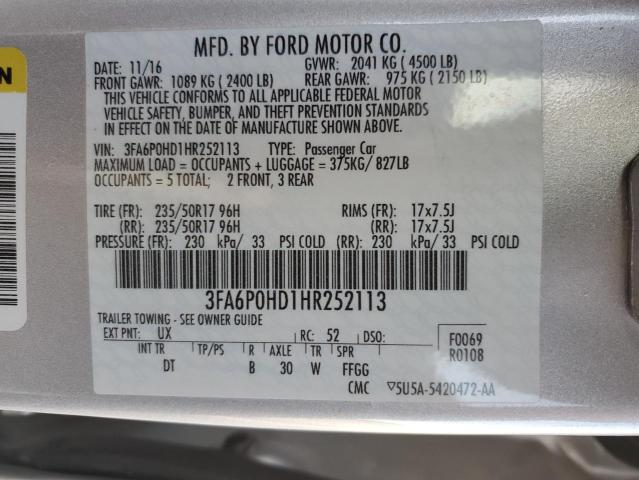 N
MFD. BY FORD MOTOR CO.
DATE: 11/16 GVWR: 2041 KG ( 4500 LB)
FRONT GAWR: 1089 KG ( 2400 LB) REAR GAWR: 975 KG ( 2150 LB)
THIS VEHICLE CONFORMS TO ALL APPLICABLE FEDERAL MOTOR
VEHICLE SAFETY, BUMPER, AND THEFT PREVENTION STANDARDS
IN EFFECT ON THE DATE OF MANUFACTURE SHOWN ABOVE.
VIN: 3FA6P0HD1HR252113 TYPE: Passenger Car
MAXIMUM LOAD = OCCUPANTS + LUGGAGE = 375KG/ 827LB
OCCUPANTS = 5 TOTAL; 2 FRONT, 3 REAR
TIRE (FR): 235/50R17 96H RIMS (FR): 17x7.5J
(RR): 235/50R17 96H (RR): 17x7.5J
PRESSURE (FR): 230 kPa/ 33 PSI COLD (RR): 230 kPa/ 33 PSI COLD
3FA6P0HD1HR252113
TRAILER TOWING - SEE OWNER GUIDE
EXT PNT: UX RC: 52 DSO: F0069
R0108
INT TR TP/PS R AXLE TR SPR
DT B 30 W FFGG
CMC ▽5U5A-5420472-AA